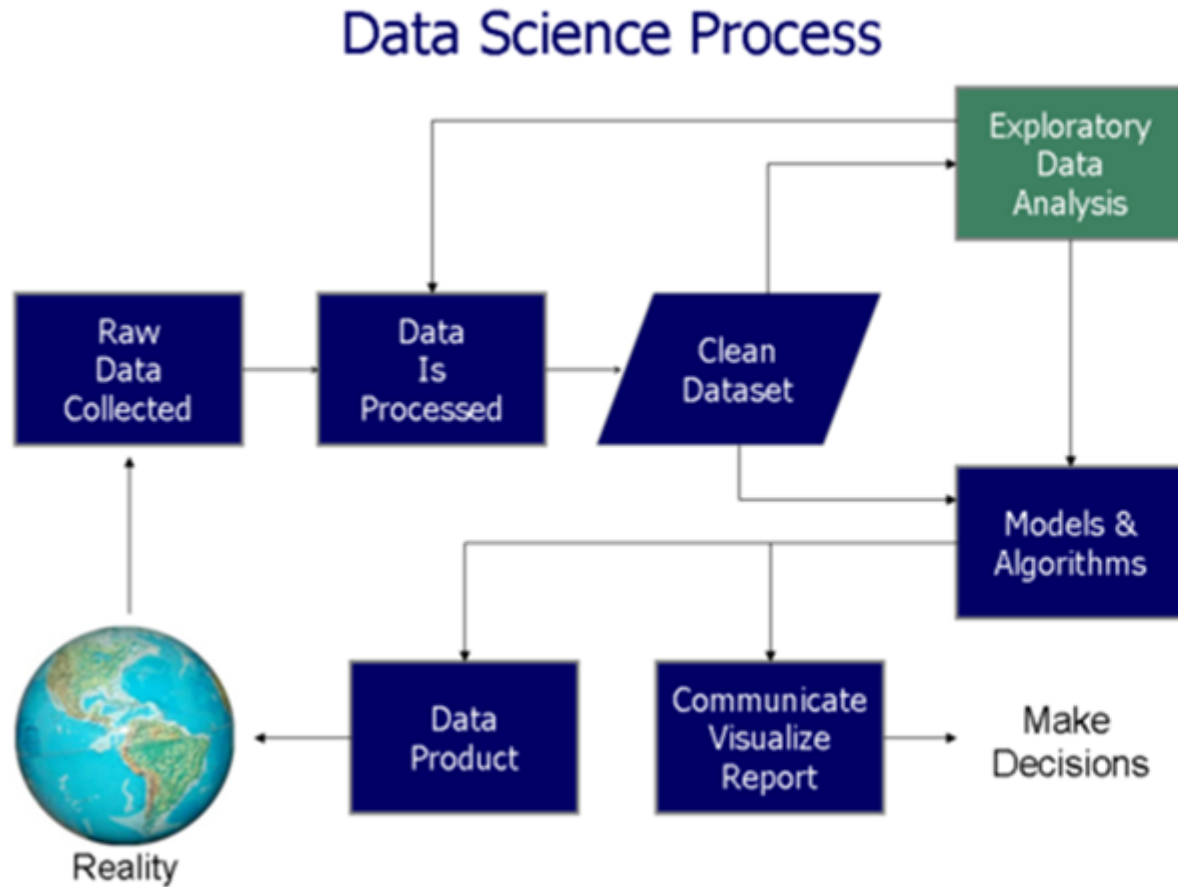 Data Science Process
Exploratory
Data
Analysis
Raw
Data
Collected
Data
Is
Processed
Clean
Dataset
Models &
Algorithms
Data
Product
Communicate
Visualize
Report
Make
Decisions
Reality